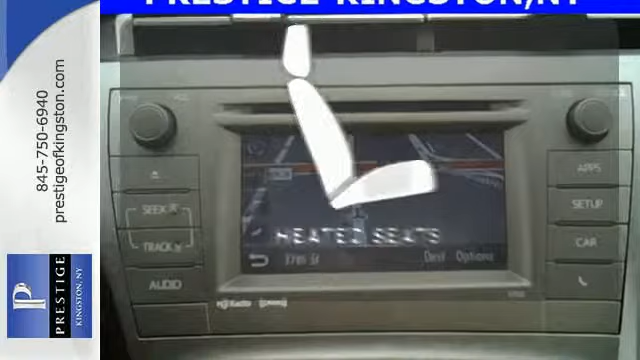 PRESTIGE KINGSTON, NY
845-750-6940
prestigeofkingston.com
P
PRESTIGE
KINGSTON, NY
SEEK
TRACK
AUDIO
APPS
SETUP
CAR
HEATED SEATS
Dest Options